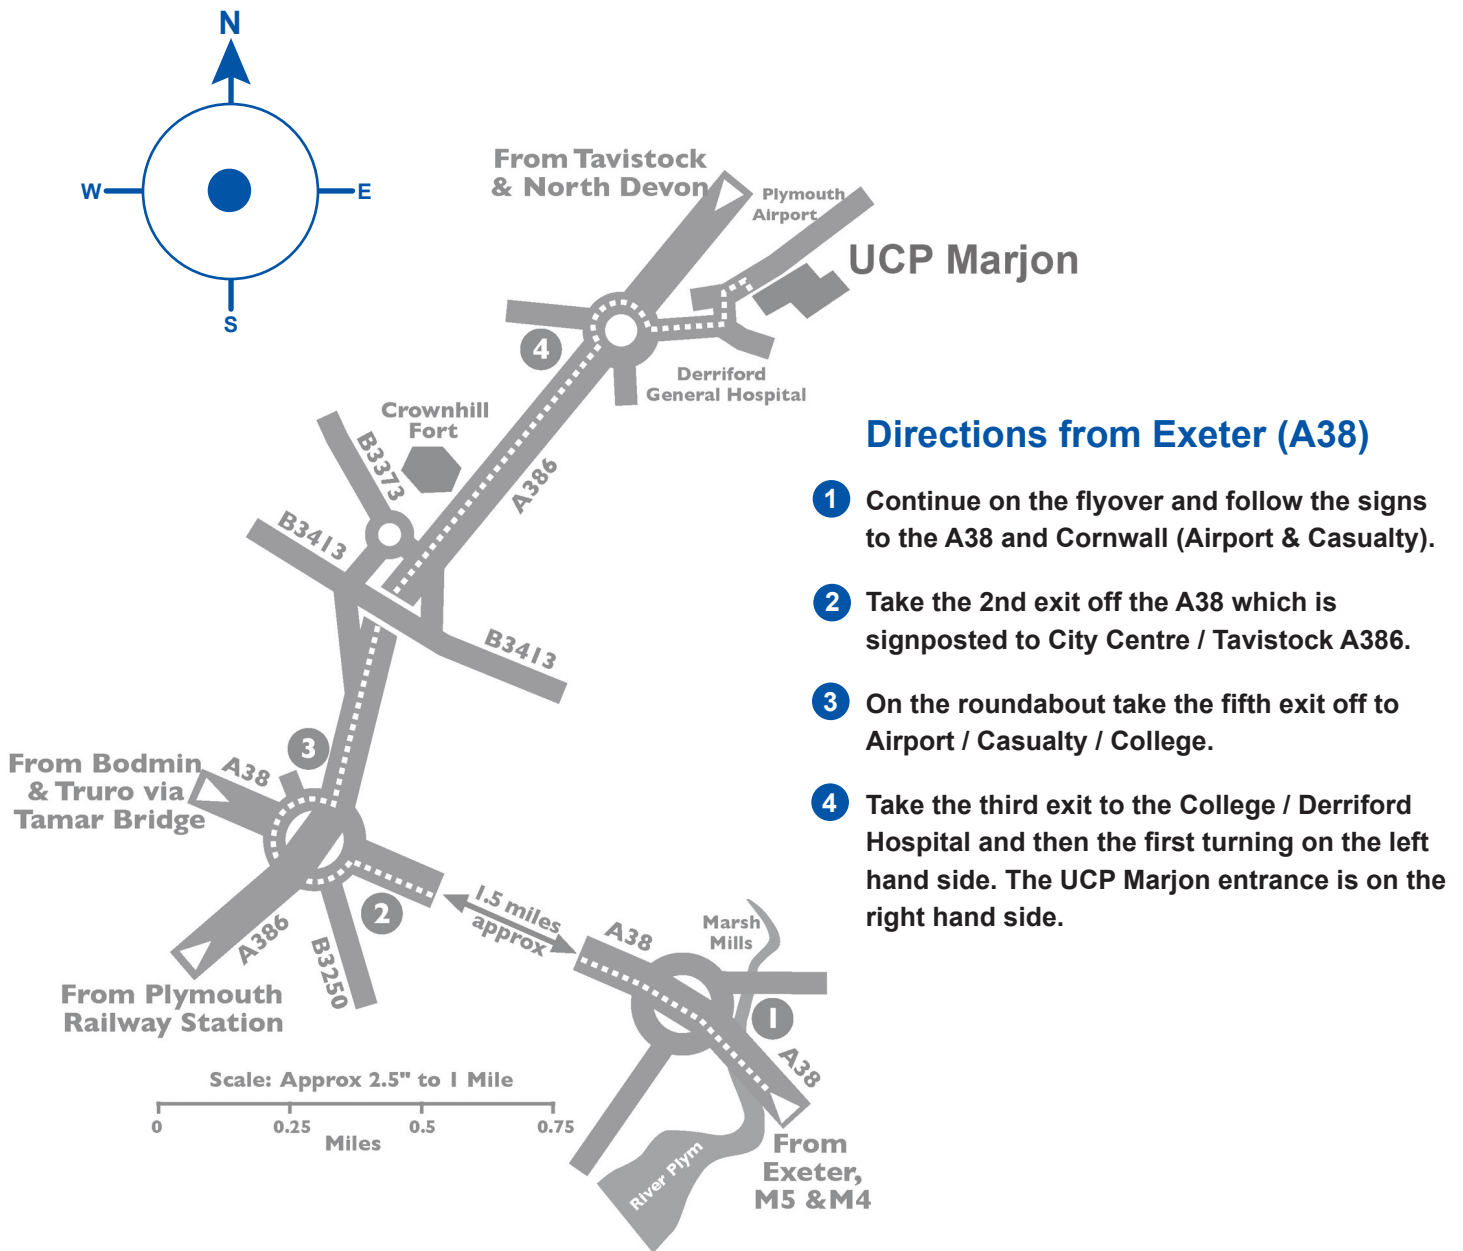 N
W
E
S
From Tavistock
& North Devon
Plymouth
Airport
UCP Marjon
4
Derriford
General Hospital
Crownhill
Fort
B3373
A386
B3413
B3413
Directions from Exeter (A38)
1 Continue on the flyover and follow the signs
to the A38 and Cornwall (Airport & Casualty).
2 Take the 2nd exit off the A38 which is
signposted to City Centre / Tavistock A386.
3 On the roundabout take the fifth exit off to
Airport / Casualty / College.
4 Take the third exit to the College / Derriford
Hospital and then the first turning on the left
hand side. The UCP Marjon entrance is on the
right hand side.
3
From Bodmin
& Truro via
Tamar Bridge
A38
2
1.5 miles
approx
A386
B3250
From Plymouth
Railway Station
A38
Marsh
Mills
1
A38
Scale: Approx 2.5" to 1 Mile
0 0.25 0.5 0.75
Miles
River Plym
From
Exeter,
M5 &M4